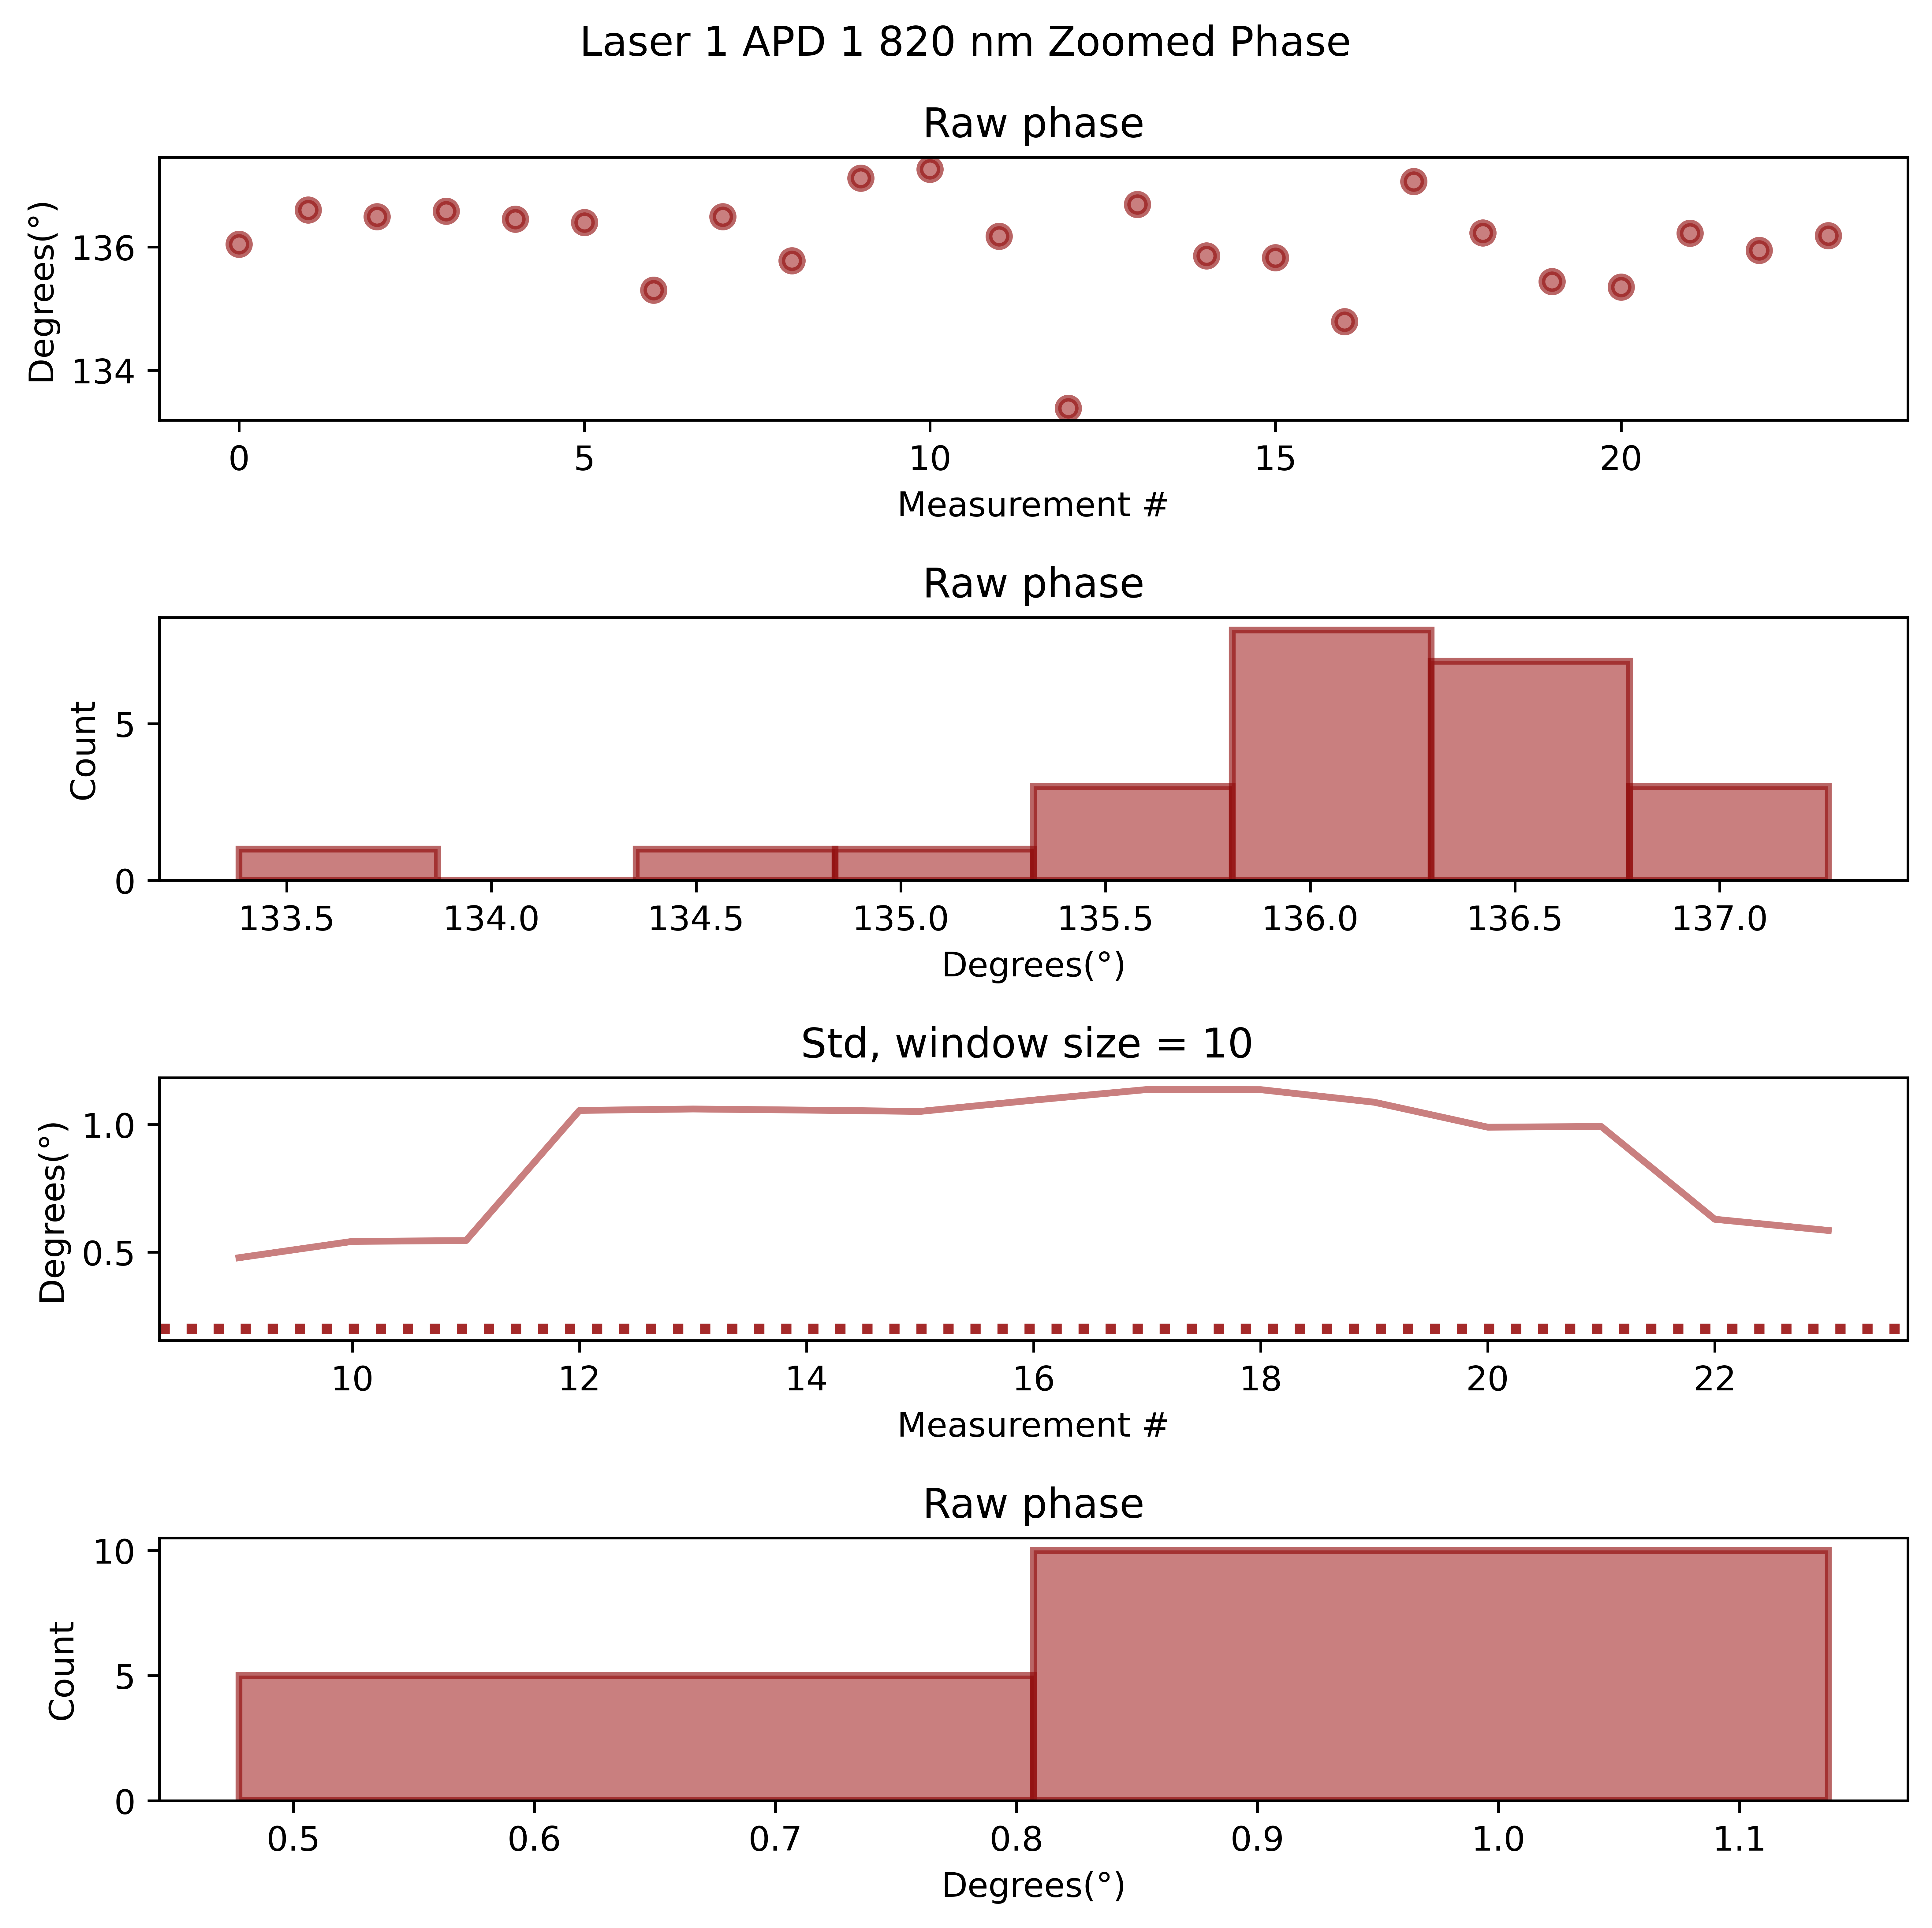 Laser 1 APD 1 820 nm Zoomed Phase
Raw phase
Degrees(°)
136
134
0 5 10 15 20
Measurement #
Raw phase
Count
5
0
133.5 134.0 134.5 135.0 135.5 136.0 136.5 137.0
Degrees(°)
Std, window size = 10
Degrees(°)
1.0
0.5
10 12 14 16 18 20 22
Measurement #
Raw phase
Count
10
5
0
0.5 0.6 0.7 0.8 0.9 1.0 1.1
Degrees(°)